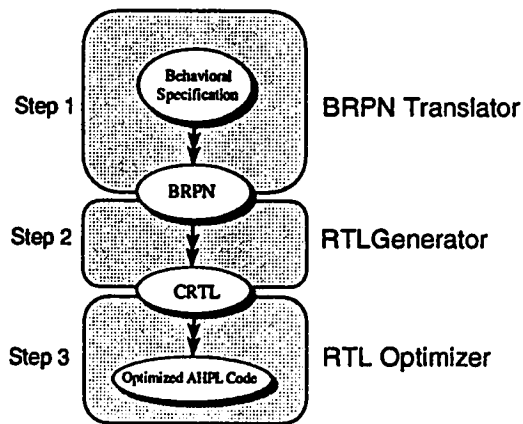 Behavioral
Specification
Step 1
BRPN Translator
BRPN
Step 2
RTLGenerator
CRTL
Step 3
RTL Optimizer
Optimized AHPL Code